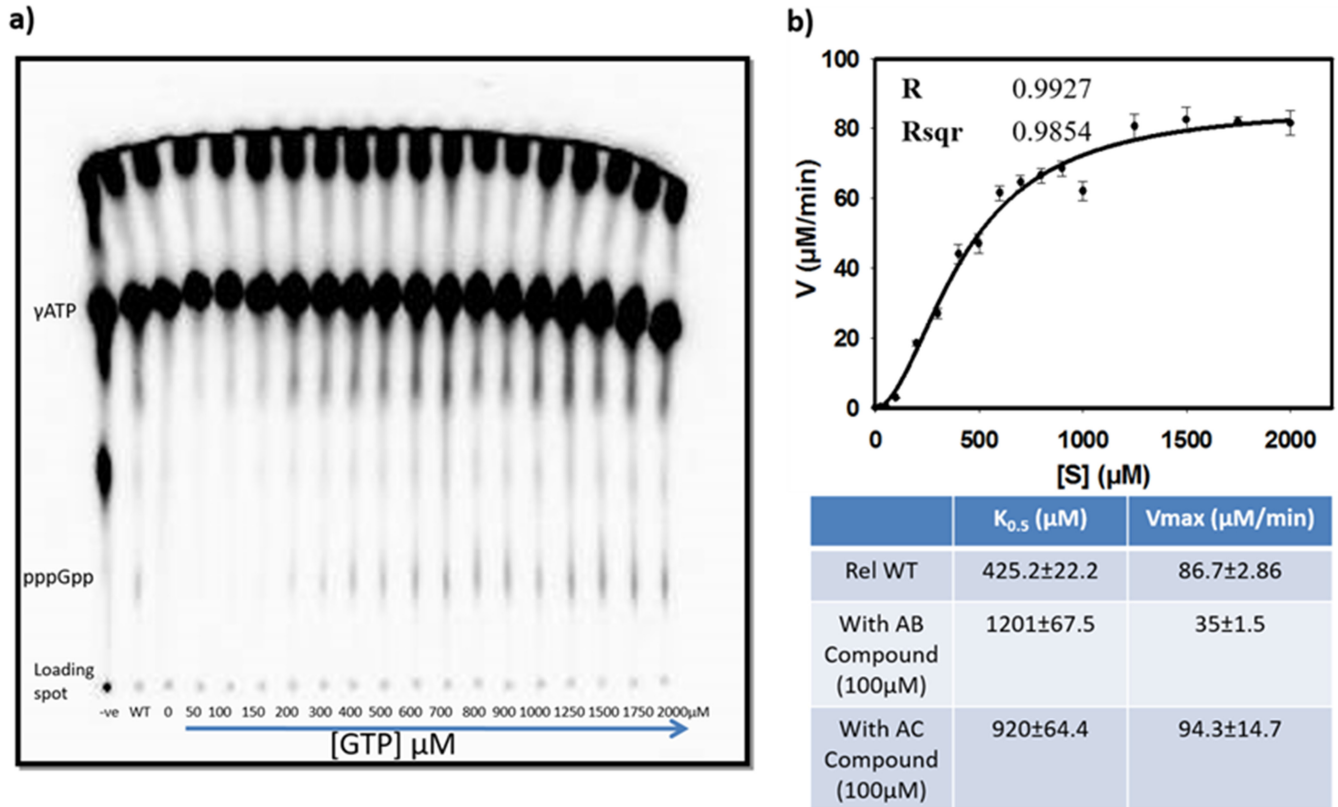 a)
γATP
pppGpp
Loading
spot
-ve WT 0 50 100 150 200 300 400 500 600 700 800 900 1000 1250 1500 1750 2000μM
[GTP] μM
b)
R 0.9927
Rsqr 0.9854
100
80
60
40
20
0
V (μM/min)
0 500 1000 1500 2000
[S] (μM)
K0.5 (μM) Vmax (μM/min)
Rel WT 425.2±22.2 86.7±2.86
With AB 1201±67.5 35±1.5
Compound
(100μM)
With AC 920±64.4 94.3±14.7
Compound
(100μM)